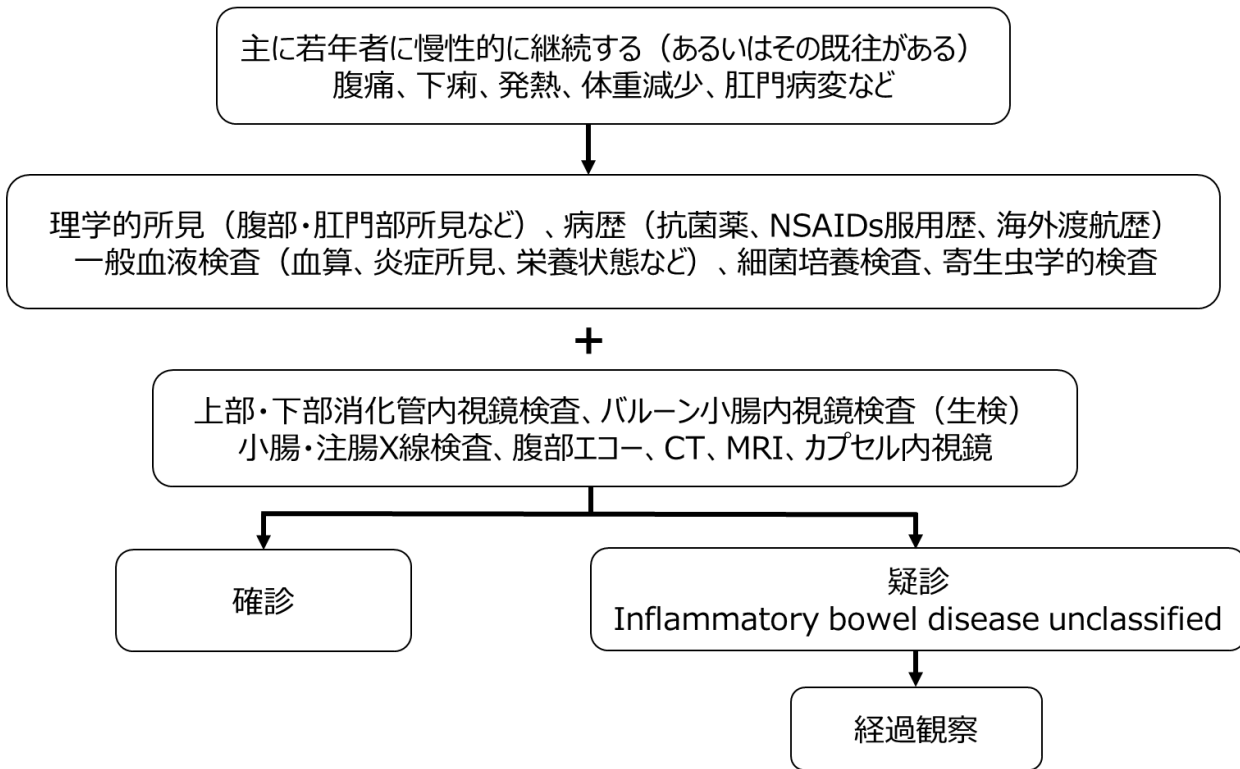 主に若年者に慢性的に継続する（あるいはその既往がある）
腹痛、下痢、発熱、体重減少、肛門病変など
理学的所見（腹部・肛門部所見など）、病歴（抗菌薬、NSAIDs服用歴、海外渡航歴）
一般血液検査（血算、炎症所見、栄養状態など）、細菌培養検査、寄生虫学的検査
+
上部・下部消化管内視鏡検査、バルーン小腸内視鏡検査（生検）
小腸・注腸X線検査、腹部エコー、CT、MRI、カプセル内視鏡
確診
疑診
Inflammatory bowel disease unclassified
経過観察